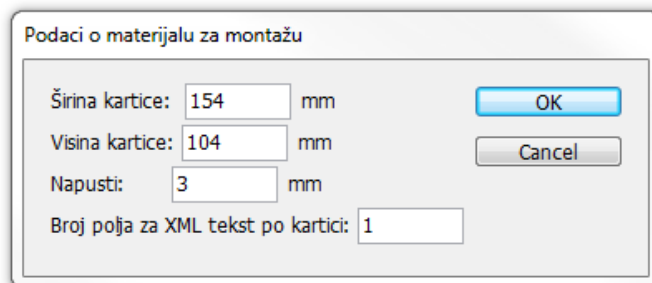 Podaci o materijalu za montažu
Širina kartice: 154 mm OK
Visina kartice: 104 mm Cancel
Napusti: 3 mm
Broj polja za XML tekst po kartici: 1